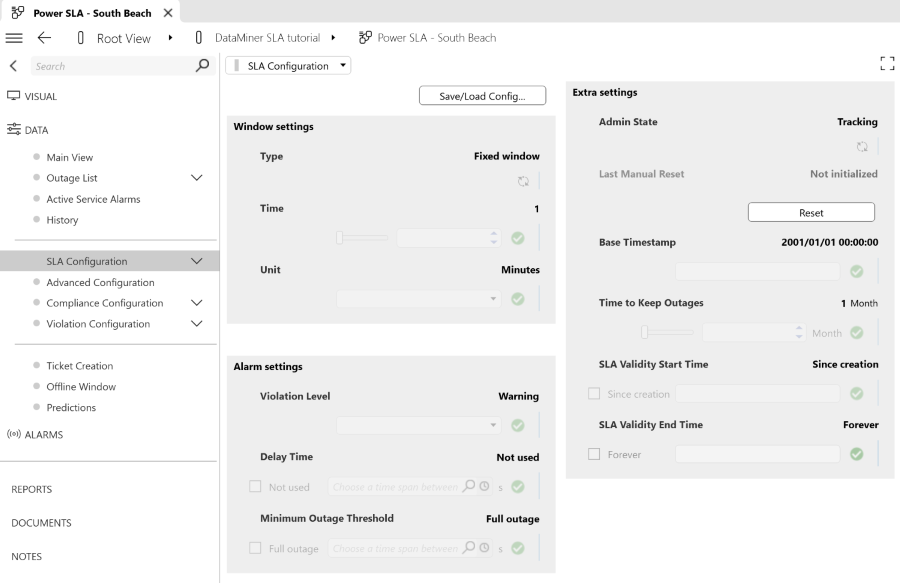 Power SLA - South Beach
Root View
DataMiner SLA tutorial
Power SLA - South Beach
Search
VISUAL
DATA
Main View
Outage List
Active Service Alarms
History
SLA Configuration
Advanced Configuration
Compliance Configuration
Violation Configuration
Ticket Creation
Offline Window
Predictions
ALARMS
REPORTS
DOCUMENTS
NOTES
SLA Configuration
Save/Load Config...
Window settings
Type Fixed window
Time 1
Unit Minutes
Alarm settings
Violation Level Warning
Delay Time Not used
Not used Choose a time span between s
Minimum Outage Threshold Full outage
Full outage Choose a time span between s
Extra settings
Admin State Tracking
Last Manual Reset Not initialized
Reset
Base Timestamp 2001/01/01 00:00:00
Time to Keep Outages 1 Month
Month
SLA Validity Start Time Since creation
Since creation
SLA Validity End Time Forever
Forever